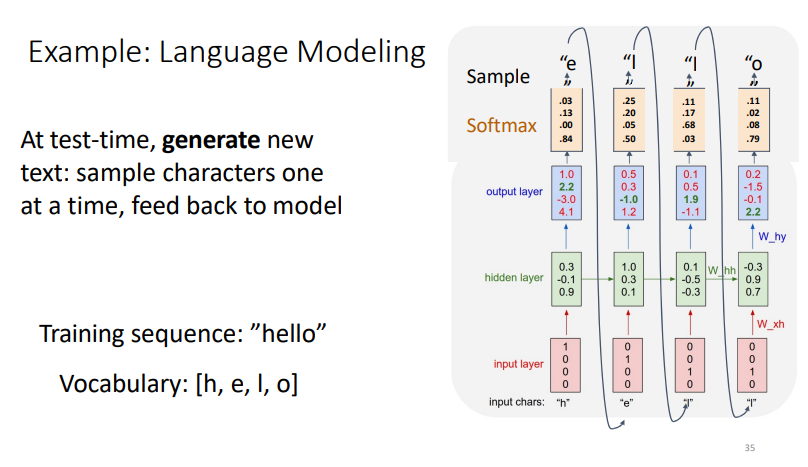 Example: Language Modeling
At test-time, generate new
text: sample characters one
at a time, feed back to model
Training sequence: ”hello”
Vocabulary: [h, e, l, o]
Sample
“e ” “l ” “l ” “o ”
Softmax
.03 .25 .11 .11
.13 .20 .17 .02
.00 .05 .68 .08
.84 .50 .03 .79
output layer
1.0 0.5 0.1 0.2
2.2 0.3 0.5 -1.5
-3.0 -1.0 1.9 -0.1
4.1 1.2 -1.1 2.2
W_hy
hidden layer
0.3 1.0 0.1 -0.3
-0.1 0.3 -0.5 0.9
0.9 0.1 -0.3 0.7
W_hh
W_xh
input layer
1 0 0 0
0 1 0 0
0 0 1 1
0 0 0 0
input chars: “h” “e” “l” “l”
35